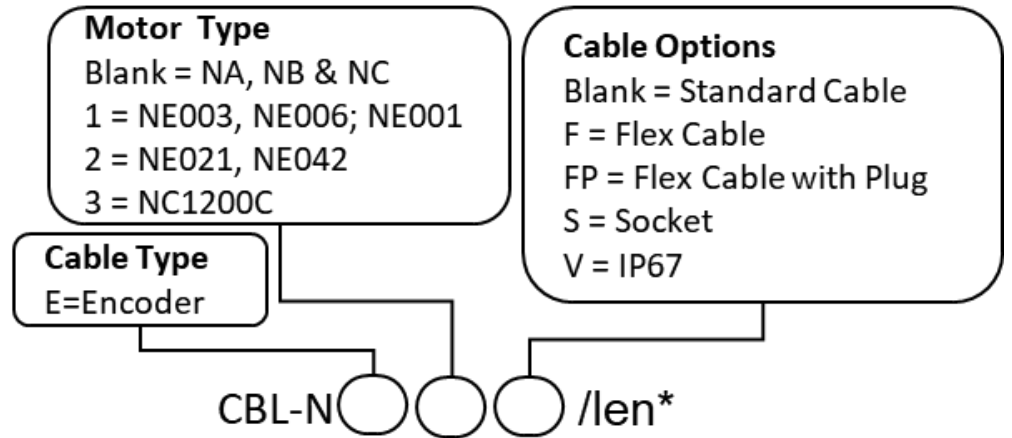 Motor Type
Blank = NA, NB & NC
1 = NE003, NE006; NE001
2 = NE021, NE042
3 = NC1200C
Cable Options
Blank = Standard Cable
F = Flex Cable
FP = Flex Cable with Plug
S = Socket
V = IP67
Cable Type
E=Encoder
CBL-N /len*